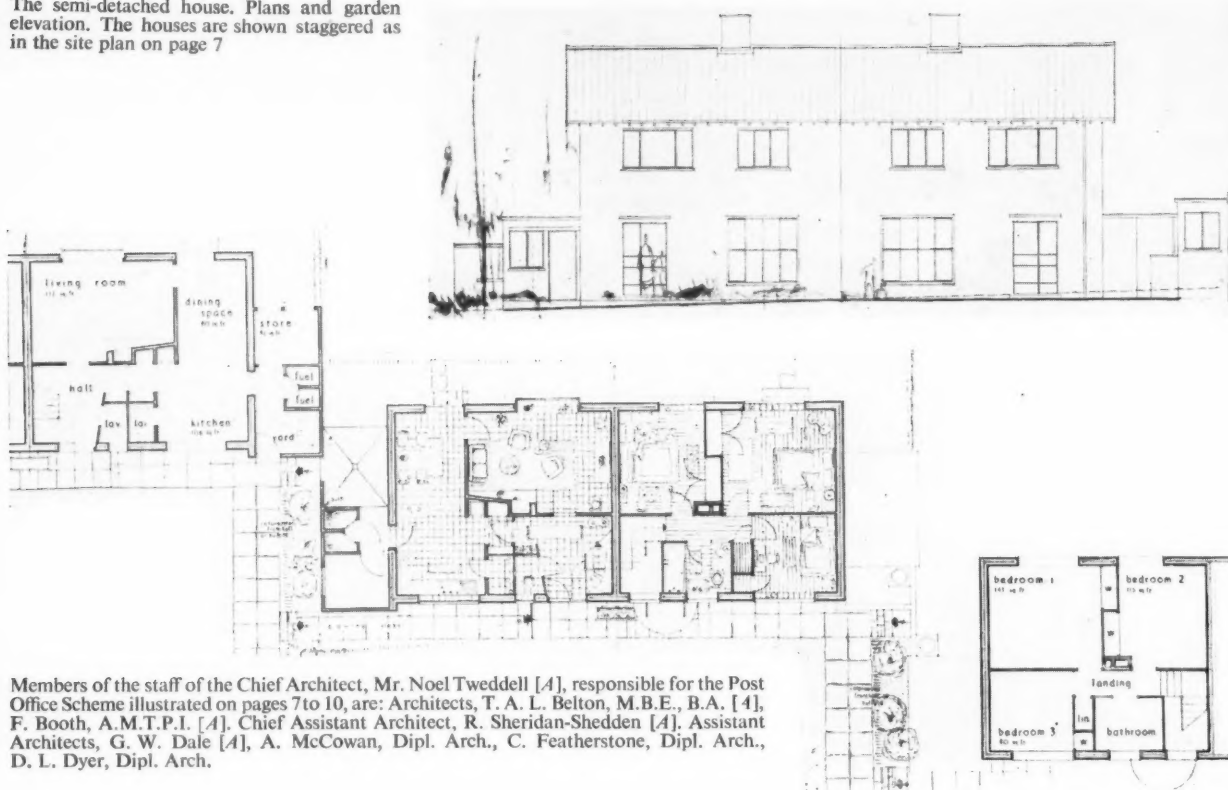 The semi-detached house. Plans and garden
elevation. The houses are shown staggered as
in the site plan on page 7
living room
dining
space
store
fuel
fuel
hall
lav.
kitchen
yard
bedroom 1
bedroom 2
w
w
landing
lin
bedroom 3
w
bathroom
Members of the staff of the Chief Architect, Mr. Noel Tweddell [A], responsible for the Post
Office Scheme illustrated on pages 7 to 10, are: Architects, T. A. L. Belton, M.B.E., B.A. [A],
F. Booth, A.M.T.P.I. [A]. Chief Assistant Architect, R. Sheridan-Shedden [A]. Assistant
Architects, G. W. Dale [A], A. McCowan, Dipl. Arch., C. Featherstone, Dipl. Arch.,
D. L. Dyer, Dipl. Arch.